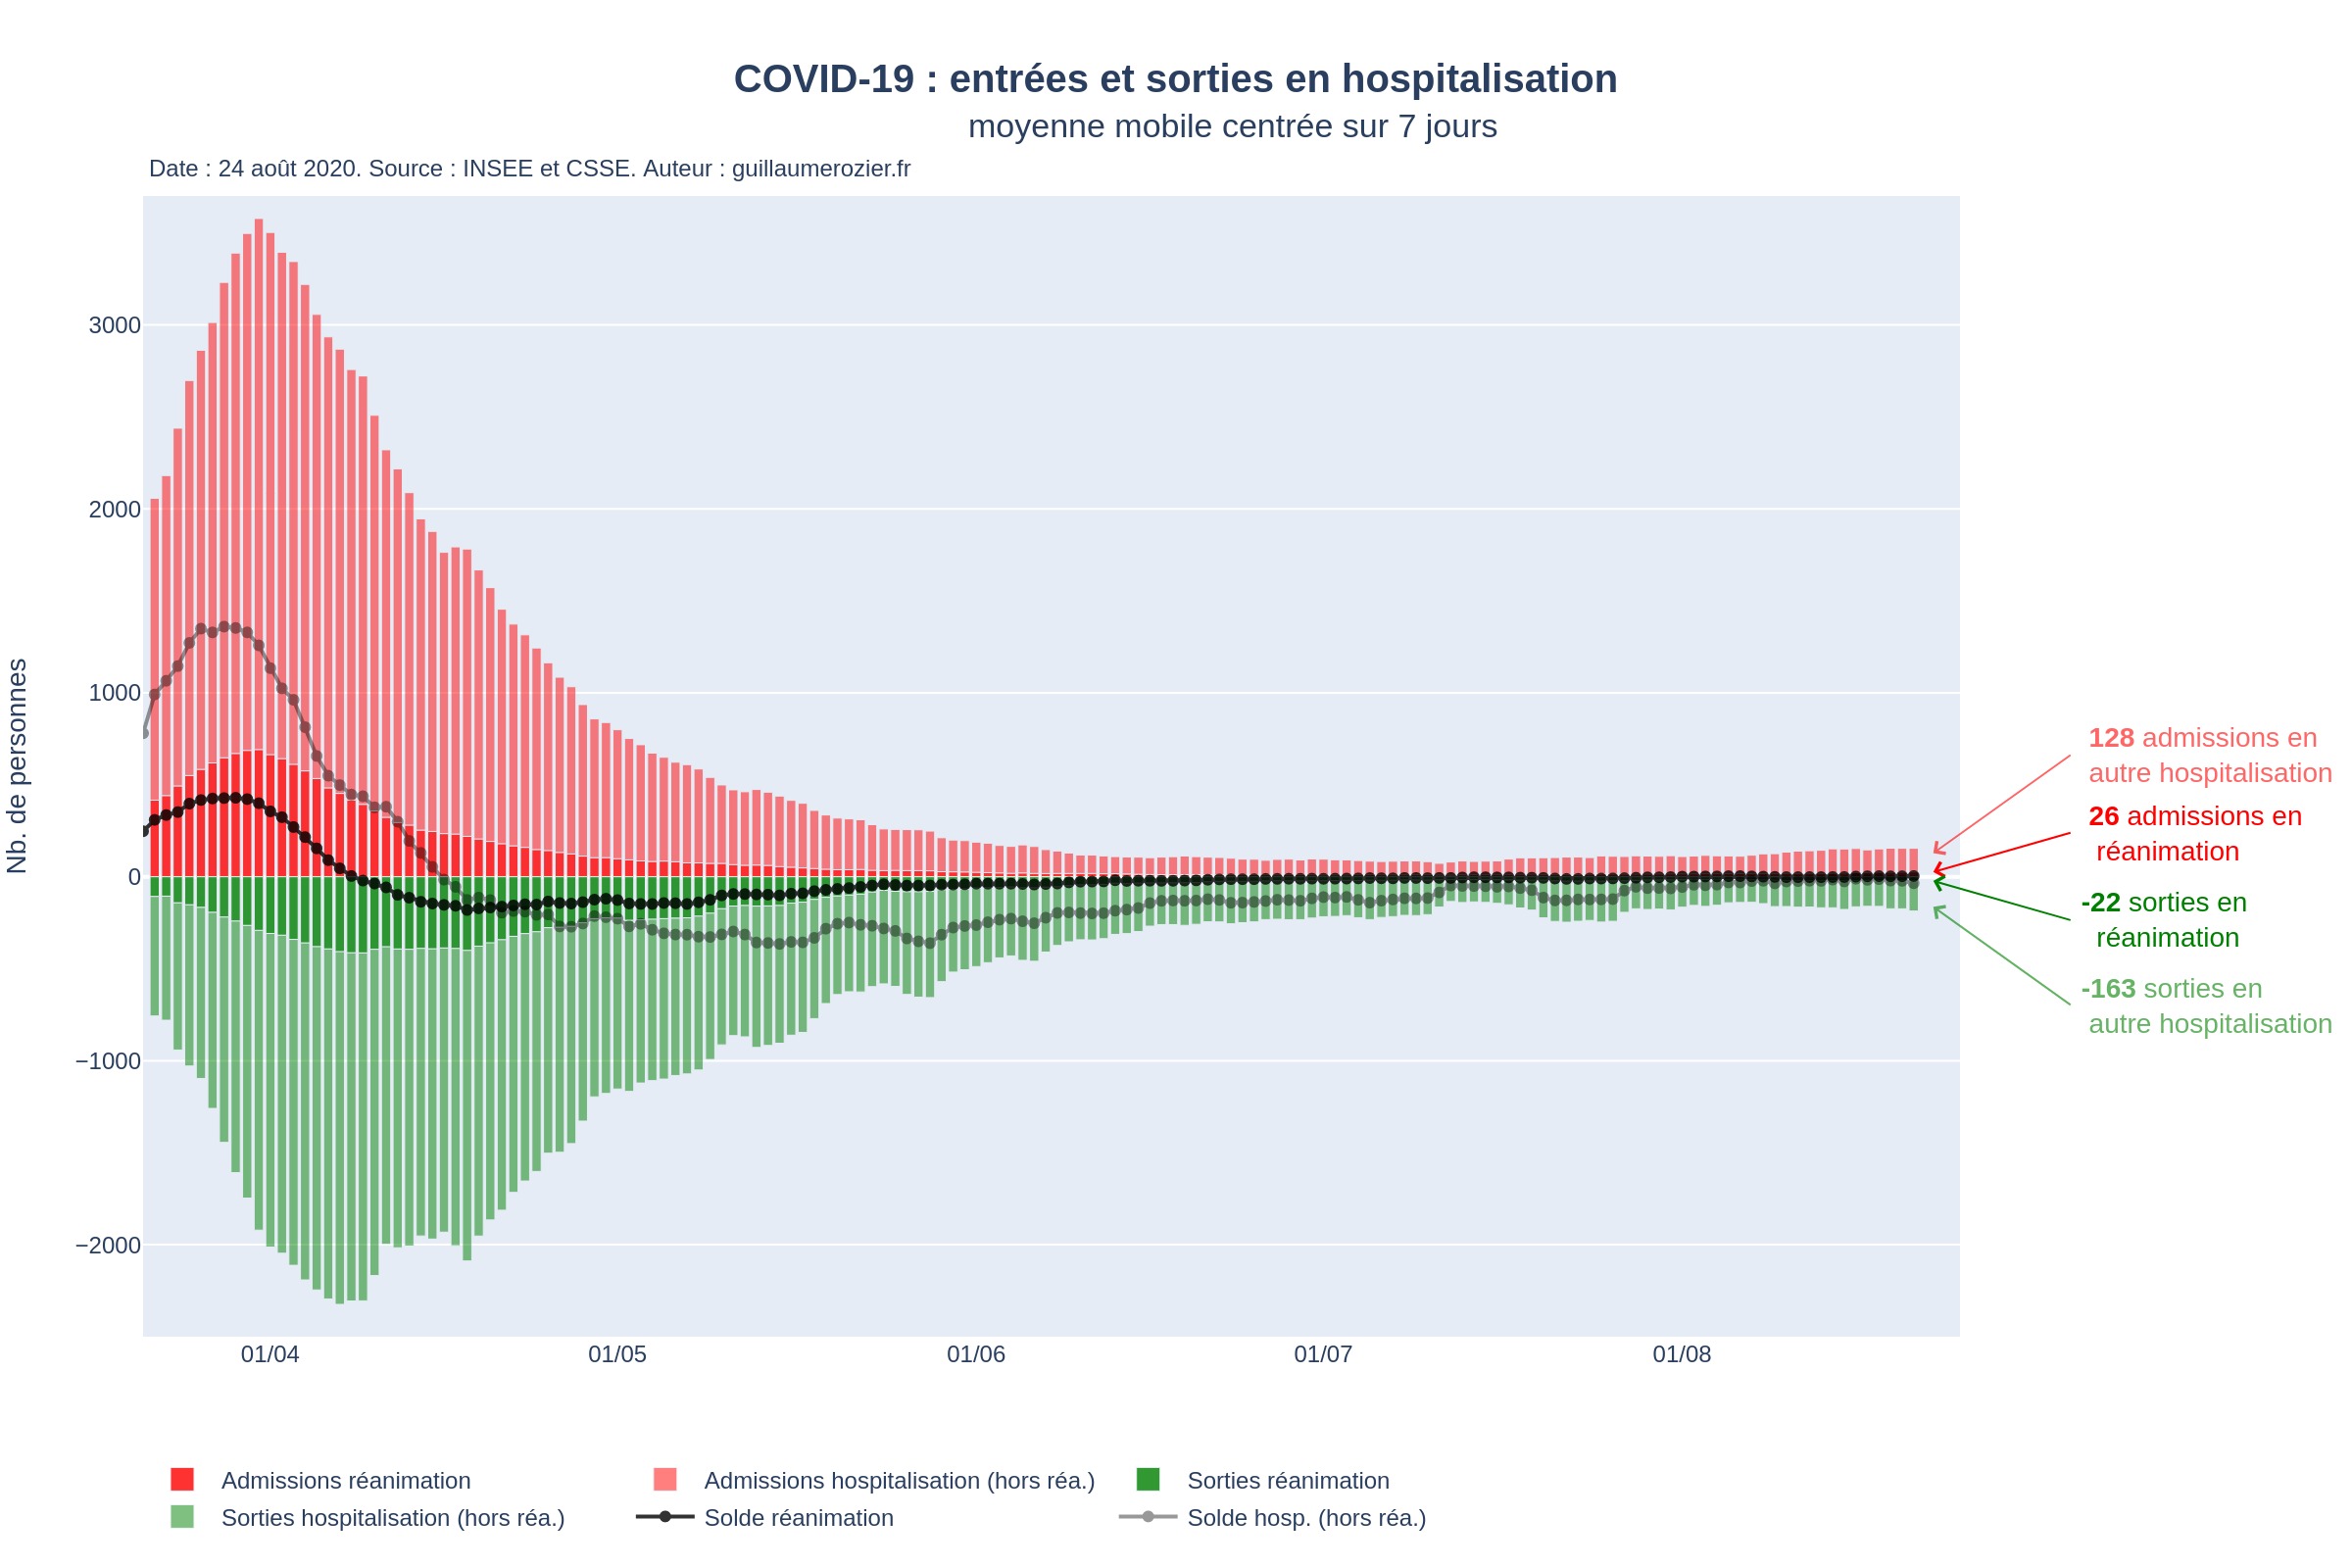 COVID-19 : entrées et sorties en hospitalisation
moyenne mobile centrée sur 7 jours
Date : 24 août 2020. Source : INSEE et CSSE. Auteur : guillaumerozier.fr
Nb. de personnes
3000
2000
1000
0
−1000
−2000
01/04
01/05
01/06
01/07
01/08
128 admissions en
autre hospitalisation
26 admissions en
réanimation
-22 sorties en
réanimation
-163 sorties en
autre hospitalisation
Admissions réanimation
Admissions hospitalisation (hors réa.)
Sorties réanimation
Sorties hospitalisation (hors réa.)
Solde réanimation
Solde hosp. (hors réa.)